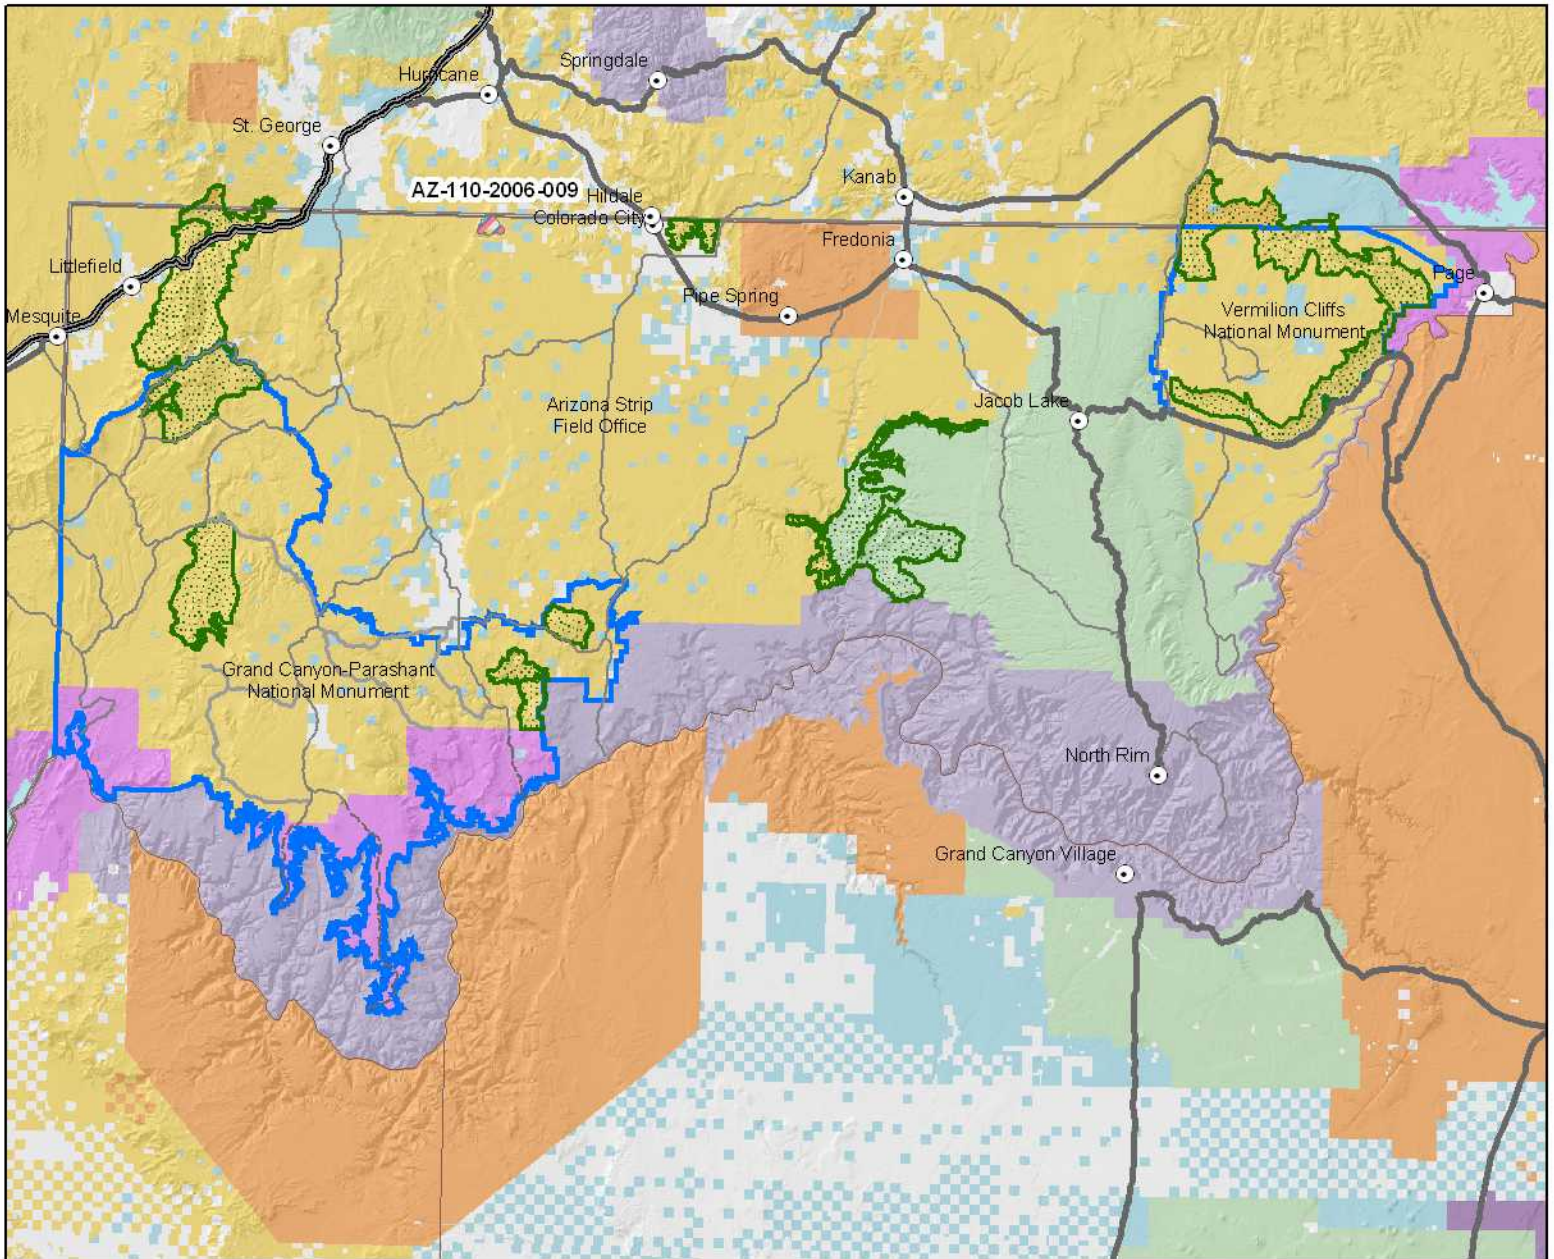 Springdale
Hurricane
St. George
Kanab
AZ-110-2006-009
Hildale
Colorado City
Fredonia
Littlefield
Page
Pipe Spring
Mesquite
Vermilion Cliffs
National Monument
Jacob Lake
Arizona Strip
Field Office
Grand Canyon-Parashant
National Monument
North Rim
Grand Canyon Village